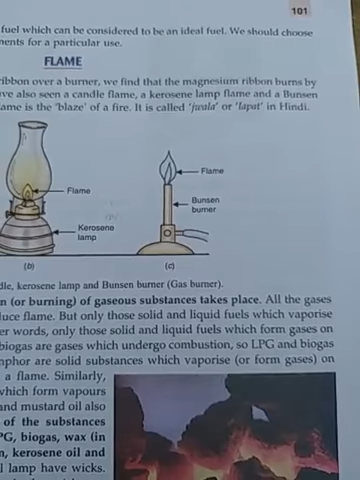 101
fuel which can be considered to be an ideal fuel. We should choose
ments for a particular use.
FLAME
ribbon over a burner, we find that the magnesium ribbon burns by
ve also seen a candle flame, a kerosene lamp flame and a Bunsen
ame is the 'blaze' of a fire. It is called 'jwala' or 'lapat' in Hindi.
Flame
Flame
Bunsen
burner
Kerosene
lamp
(b)
(c)
dle, kerosene lamp and Bunsen burner (Gas burner).
n (or burning) of gaseous substances takes place. All the gases
luce flame. But only those solid and liquid fuels which vaporise
er words, only those solid and liquid fuels which form gases on
biogas are gases which undergo combustion, so LPG and biogas
mphor are solid substances which vaporise (or form gases) on
a flame. Similarly,
which form vapours
and mustard oil also
of the substances
PG, biogas, wax (in
n, kerosene oil and
l lamp have wicks.